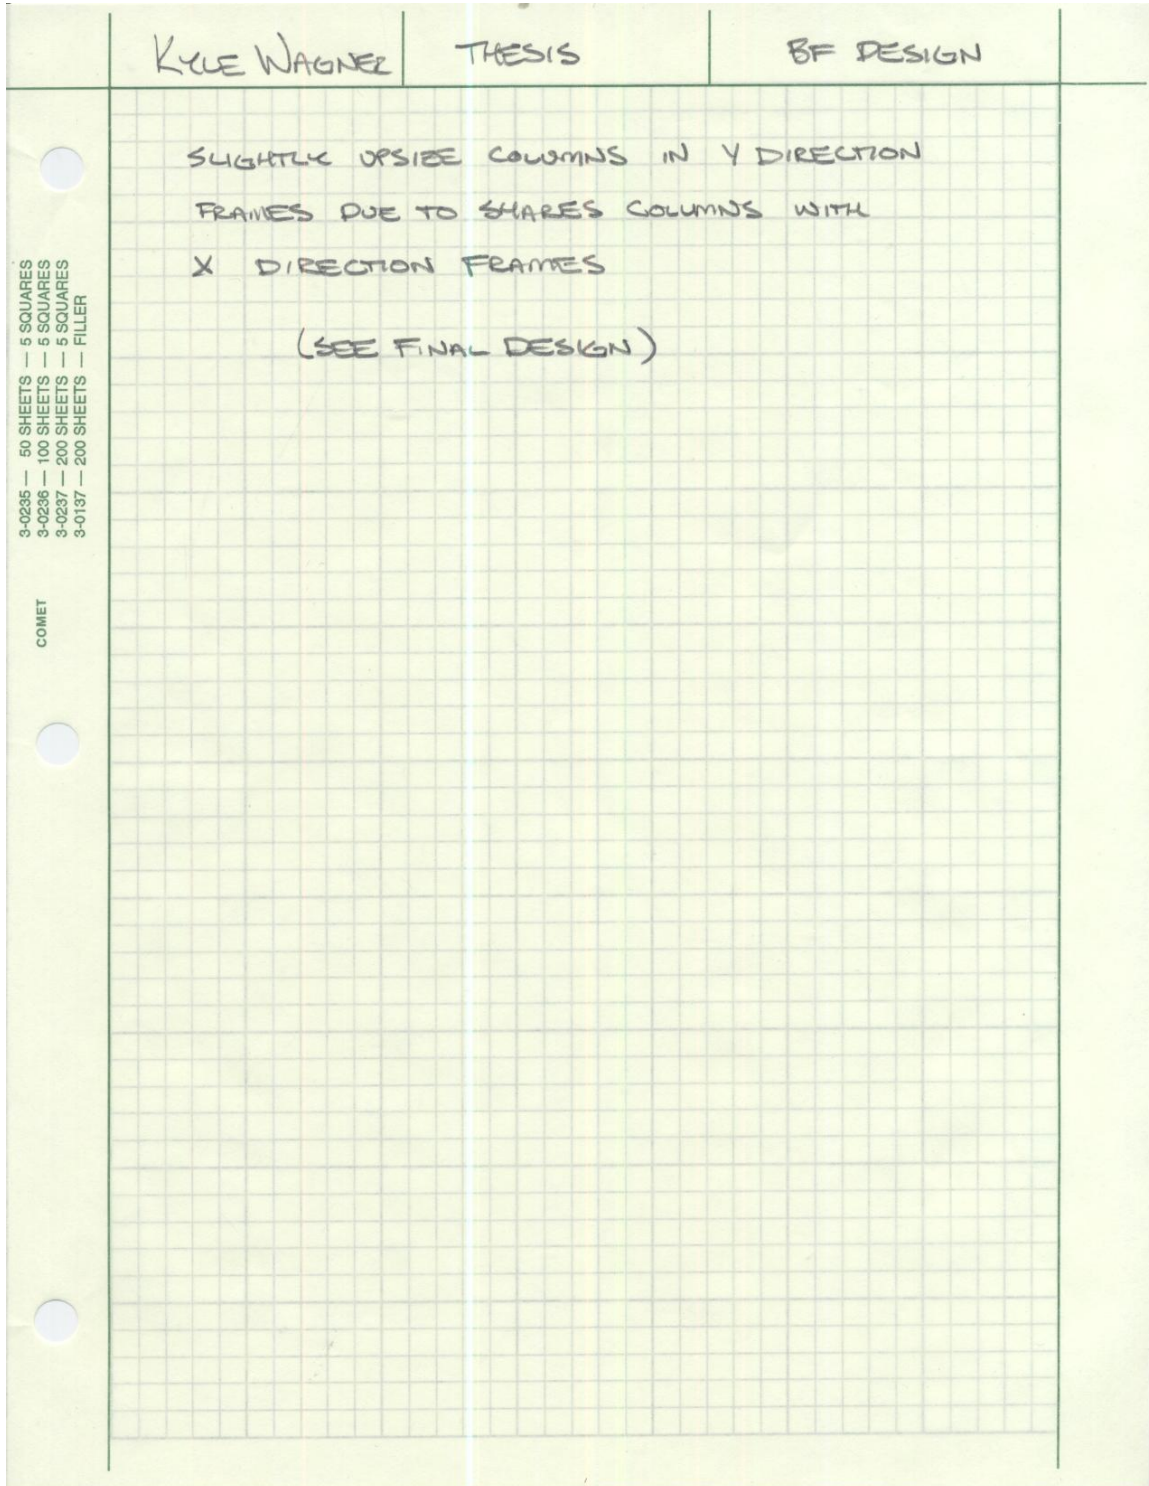 KYLE WAGNER THESIS BF DESIGN
SLIGHTLY UPSIZE COLUMNS IN Y DIRECTION
FRAMES DUE TO SHARES COLUMNS WITH
X DIRECTION FRAMES
(SEE FINAL DESIGN)
3-0235 — 50 SHEETS — 5 SQUARES
3-0236 — 100 SHEETS — 5 SQUARES
3-0237 — 200 SHEETS — 5 SQUARES
3-0137 — 200 SHEETS — FILLER
COMET